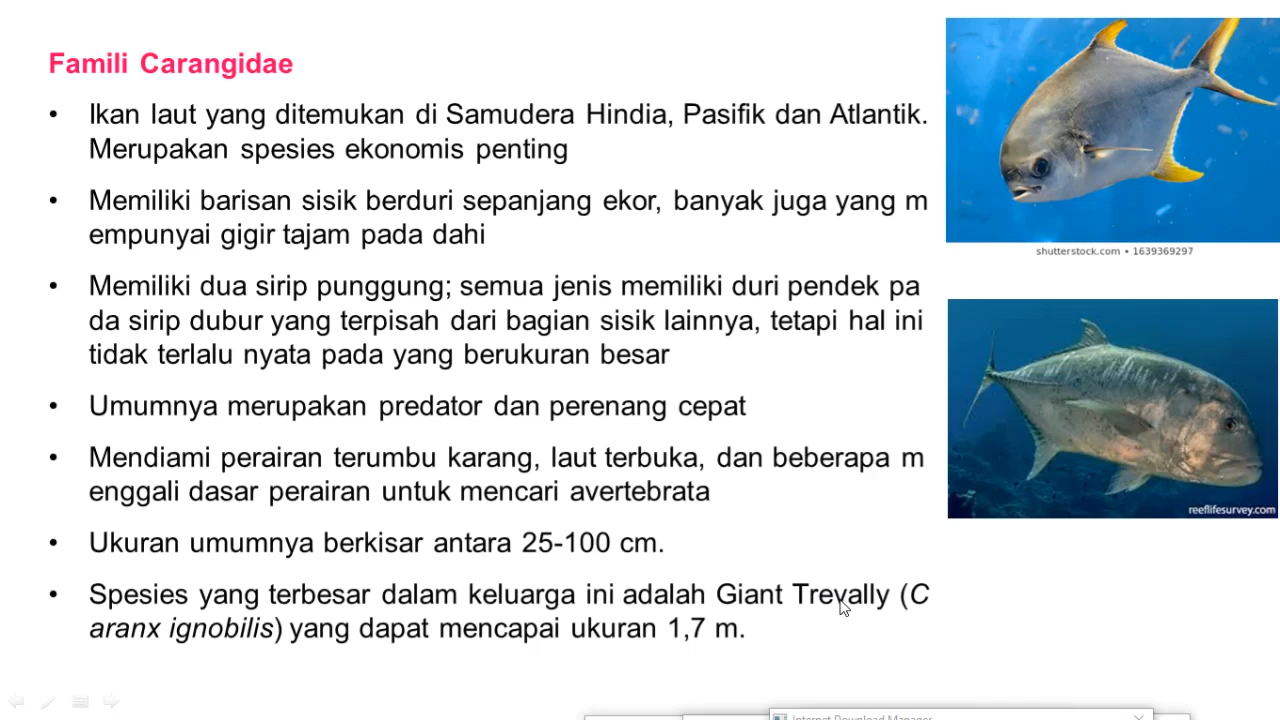 Famili Carangidae
• Ikan laut yang ditemukan di Samudera Hindia, Pasifik dan Atlantik.
Merupakan spesies ekonomis penting
• Memiliki barisan sisik berduri sepanjang ekor, banyak juga yang m
empunyai gigir tajam pada dahi
• Memiliki dua sirip punggung; semua jenis memiliki duri pendek pa
da sirip dubur yang terpisah dari bagian sisik lainnya, tetapi hal ini
tidak terlalu nyata pada yang berukuran besar
• Umumnya merupakan predator dan perenang cepat
• Mendiami perairan terumbu karang, laut terbuka, dan beberapa m
enggali dasar perairan untuk mencari avertebrata
• Ukuran umumnya berkisar antara 25-100 cm.
• Spesies yang terbesar dalam keluarga ini adalah Giant Trevally (C
aranx ignobilis) yang dapat mencapai ukuran 1,7 m.
shutterstock.com • 1639369297
reeflifesurvey.com
Internet Download Manager